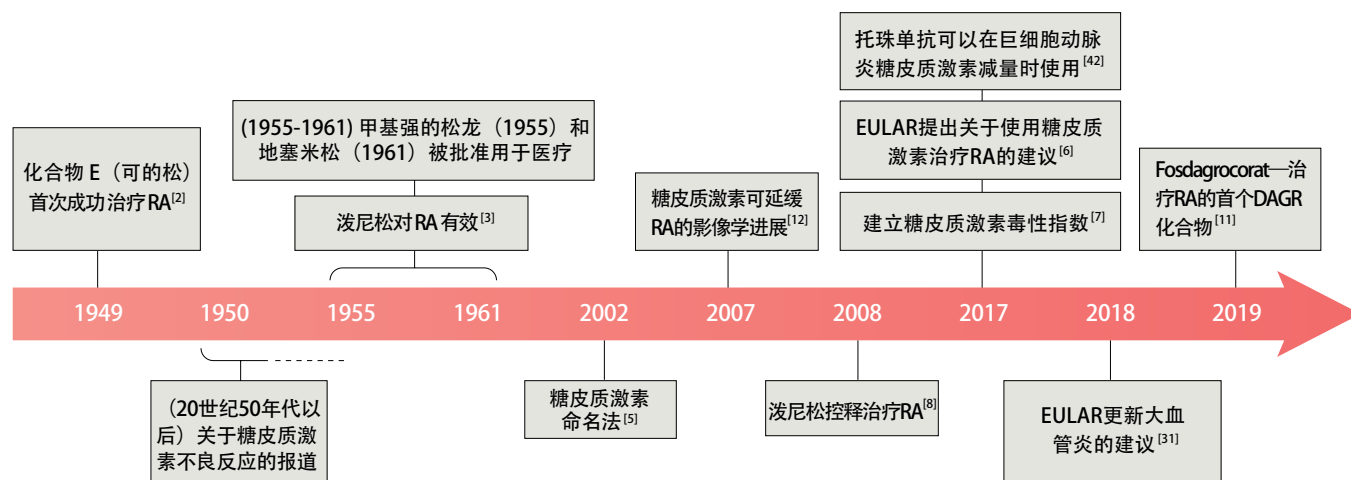 托珠单抗可以在巨细胞动脉
炎糖皮质激素减量时使用[42]
(1955-1961) 甲基强的松龙（1955）和
地塞米松（1961）被批准用于医疗
EULAR提出关于使用糖皮质
激素治疗RA的建议[6]
化合物 E（可的松）
首次成功治疗RA[2]
泼尼松对RA有效[3]
糖皮质激素可延缓
RA的影像学进展[12]
建立糖皮质激素毒性指数[7]
Fosdagrocorat—治
疗RA的首个DAGR
化合物[11]
1949 1950 1955 1961 2002 2007 2008 2017 2018 2019
（20世纪50年代以
后）关于糖皮质激
素不良反应的报道
糖皮质激素
命名法[5]
泼尼松控释治疗RA[8]
EULAR更新大血
管炎的建议[31]